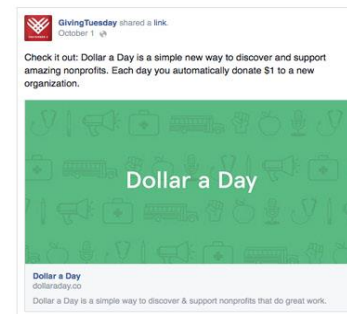 GivingTuesday shared a link.
October 1
Check it out: Dollar a Day is a simple new way to discover and support
amazing nonprofits. Each day you automatically donate $1 to a new
organization.
Dollar a Day
Dollar a Day
dollaraday.co
Dollar a Day is a simple way to discover & support nonprofits that do great work.